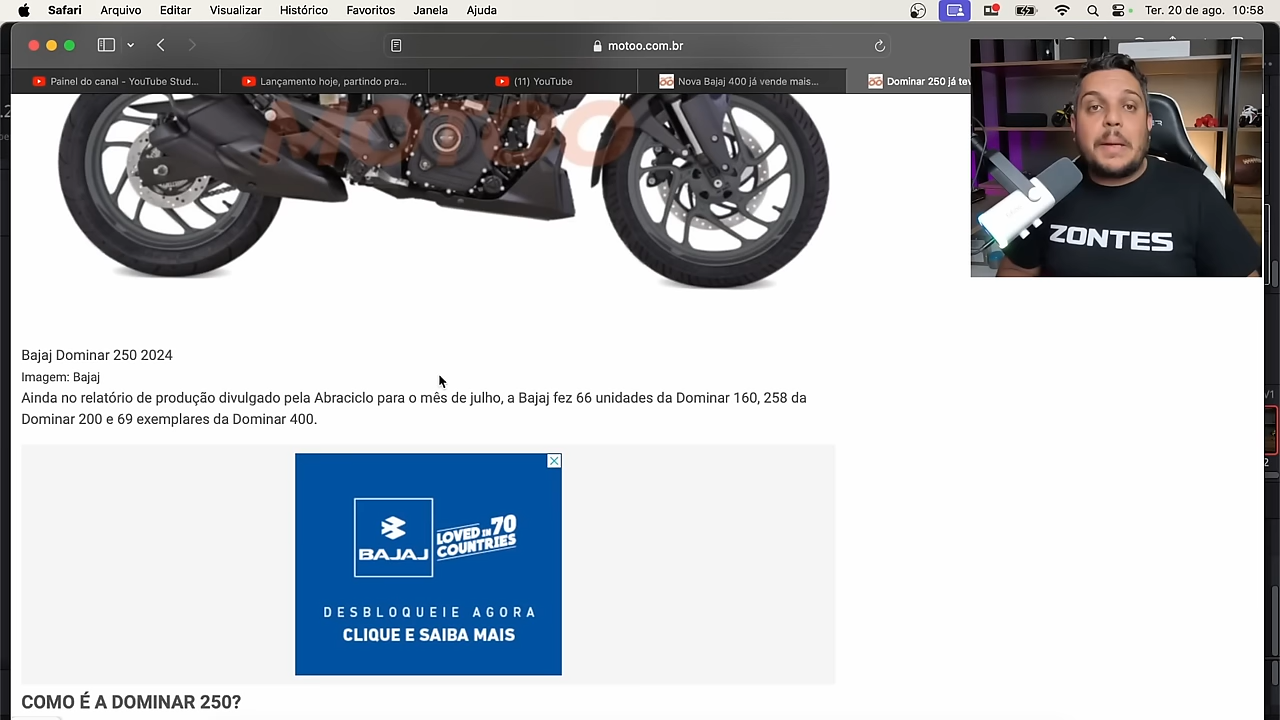 Safari Arquivo Editar Visualizar Histórico Favoritos Janela Ajuda
Ter. 20 de ago. 10:58
motoo.com.br
Painel do canal - YouTube Stud...
Lançamento hoje, partindo pra...
(11) YouTube
Nova Bajaj 400 já vende mais...
Dominar 250 já tev
MOTOO
ZONTES
Bajaj Dominar 250 2024
Imagem: Bajaj
Ainda no relatório de produção divulgado pela Abraciclo para o mês de julho, a Bajaj fez 66 unidades da Dominar 160, 258 da
Dominar 200 e 69 exemplares da Dominar 400.
BAJAJ
LOVED IN 70
COUNTRIES
DESBLOQUEIE AGORA
CLIQUE E SAIBA MAIS
COMO É A DOMINAR 250?